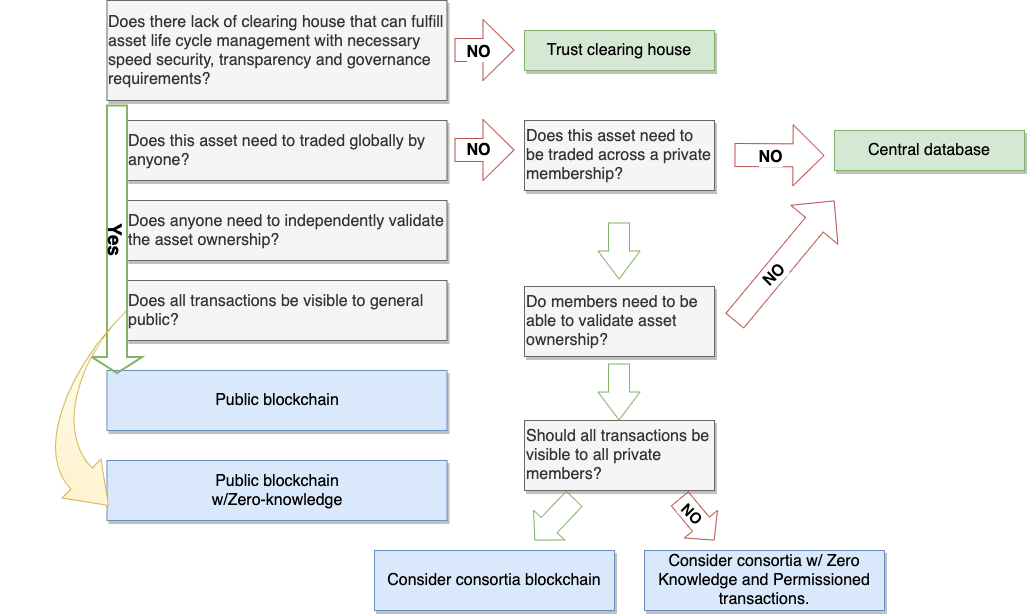 Does there lack of clearing house that can fulfill
asset life cycle management with necessary
speed security, transparency and governance
requirements?
NO
Trust clearing house
Does this asset need to traded globally by
anyone?
NO
Does this asset need to
be traded across a private
membership?
NO
Central database
Yes
Does anyone need to independently validate
the asset ownership?
Does all transactions be visible to general
public?
Do members need to be
able to validate asset
ownership?
NO
Public blockchain
Should all transactions be
visible to all private
members?
Public blockchain
w/Zero-knowledge
NO
Consider consortia blockchain
Consider consortia w/ Zero
Knowledge and Permissioned
transactions.